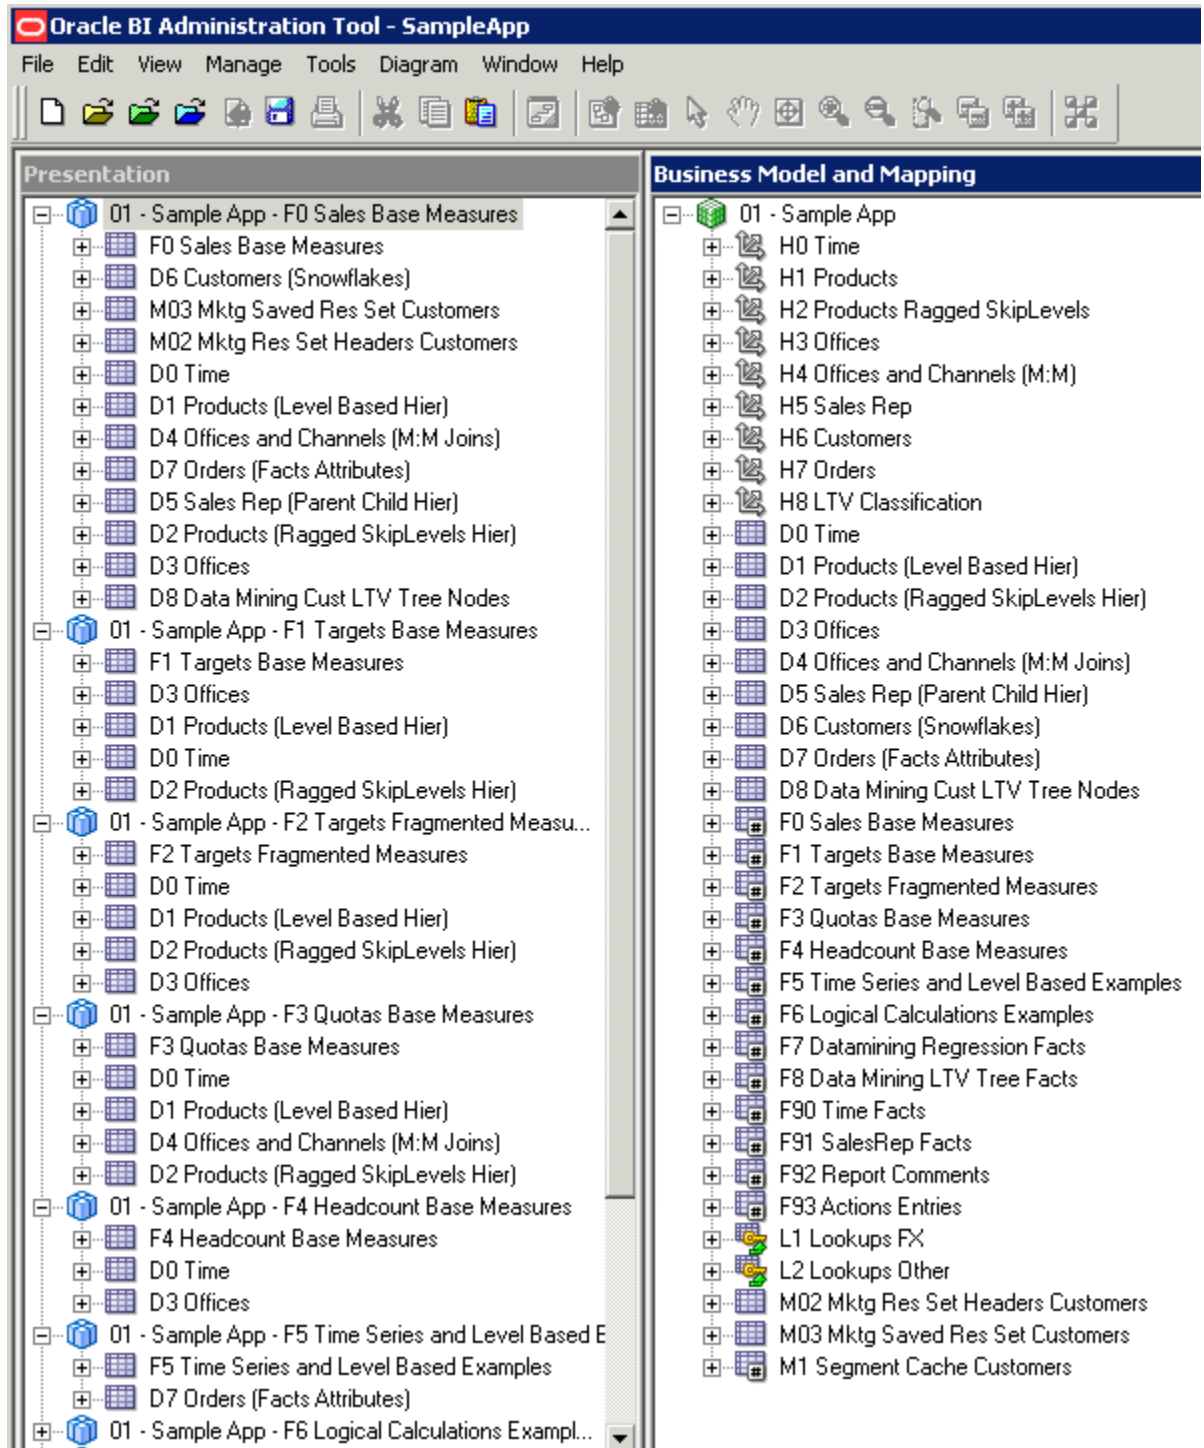 Oracle BI Administration Tool - SampleApp
File Edit View Manage Tools Diagram Window Help
Presentation
01 - Sample App - F0 Sales Base Measures
F0 Sales Base Measures
D6 Customers (Snowflakes)
M03 Mktg Saved Res Set Customers
M02 Mktg Res Set Headers Customers
D0 Time
D1 Products (Level Based Hier)
D4 Offices and Channels (M:M Joins)
D7 Orders (Facts Attributes)
D5 Sales Rep (Parent Child Hier)
D2 Products (Ragged SkipLevels Hier)
D3 Offices
D8 Data Mining Cust LTV Tree Nodes
01 - Sample App - F1 Targets Base Measures
F1 Targets Base Measures
D3 Offices
D1 Products (Level Based Hier)
D0 Time
D2 Products (Ragged SkipLevels Hier)
01 - Sample App - F2 Targets Fragmented Measu...
F2 Targets Fragmented Measures
D0 Time
D1 Products (Level Based Hier)
D2 Products (Ragged SkipLevels Hier)
D3 Offices
01 - Sample App - F3 Quotas Base Measures
F3 Quotas Base Measures
D0 Time
D1 Products (Level Based Hier)
D4 Offices and Channels (M:M Joins)
D2 Products (Ragged SkipLevels Hier)
01 - Sample App - F4 Headcount Base Measures
F4 Headcount Base Measures
D0 Time
D3 Offices
01 - Sample App - F5 Time Series and Level Based E
F5 Time Series and Level Based Examples
D7 Orders (Facts Attributes)
01 - Sample App - F6 Logical Calculations Exampl...
Business Model and Mapping
01 - Sample App
H0 Time
H1 Products
H2 Products Ragged SkipLevels
H3 Offices
H4 Offices and Channels (M:M)
H5 Sales Rep
H6 Customers
H7 Orders
H8 LTV Classification
D0 Time
D1 Products (Level Based Hier)
D2 Products (Ragged SkipLevels Hier)
D3 Offices
D4 Offices and Channels (M:M Joins)
D5 Sales Rep (Parent Child Hier)
D6 Customers (Snowflakes)
D7 Orders (Facts Attributes)
D8 Data Mining Cust LTV Tree Nodes
F0 Sales Base Measures
F1 Targets Base Measures
F2 Targets Fragmented Measures
F3 Quotas Base Measures
F4 Headcount Base Measures
F5 Time Series and Level Based Examples
F6 Logical Calculations Examples
F7 Datamining Regression Facts
F8 Data Mining LTV Tree Facts
F90 Time Facts
F91 SalesRep Facts
F92 Report Comments
F93 Actions Entries
L1 Lookups FX
L2 Lookups Other
M02 Mktg Res Set Headers Customers
M03 Mktg Saved Res Set Customers
M1 Segment Cache Customers